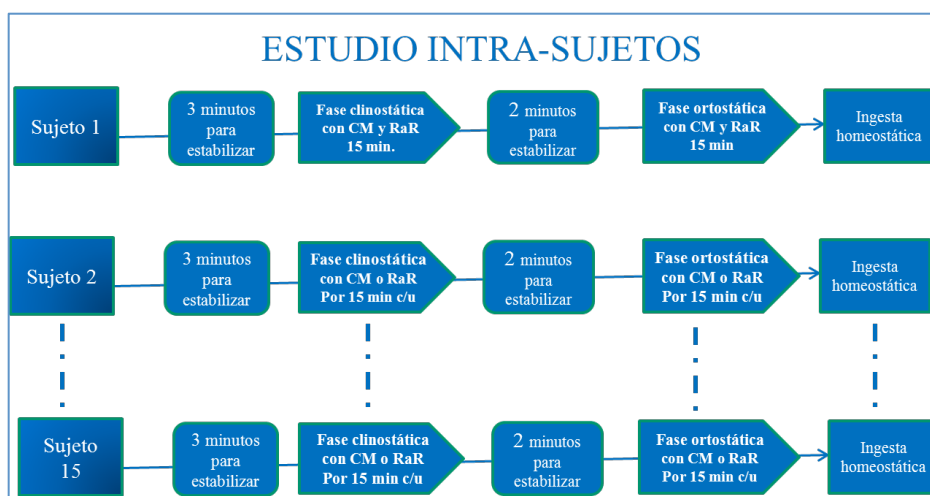 ESTUDIO INTRA-SUJETOS
Sujeto 1
3 minutos
para
estabilizar
Fase clinostática
con CM y RaR
15 min.
2 minutos
para
estabilizar
Fase ortostática
con CM y RaR
15 min
Ingesta
homeostática
Sujeto 2
3 minutos
para
estabilizar
Fase clinostática
con CM o RaR
Por 15 min c/u
2 minutos
para
estabilizar
Fase ortostática
con CM o RaR
Por 15 min c/u
Ingesta
homeostática
Sujeto
15
3 minutos
para
estabilizar
Fase clinostática
con CM o RaR
Por 15 min c/u
2 minutos
para
estabilizar
Fase ortostática
con CM o RaR
Por 15 min c/u
Ingesta
homeostática